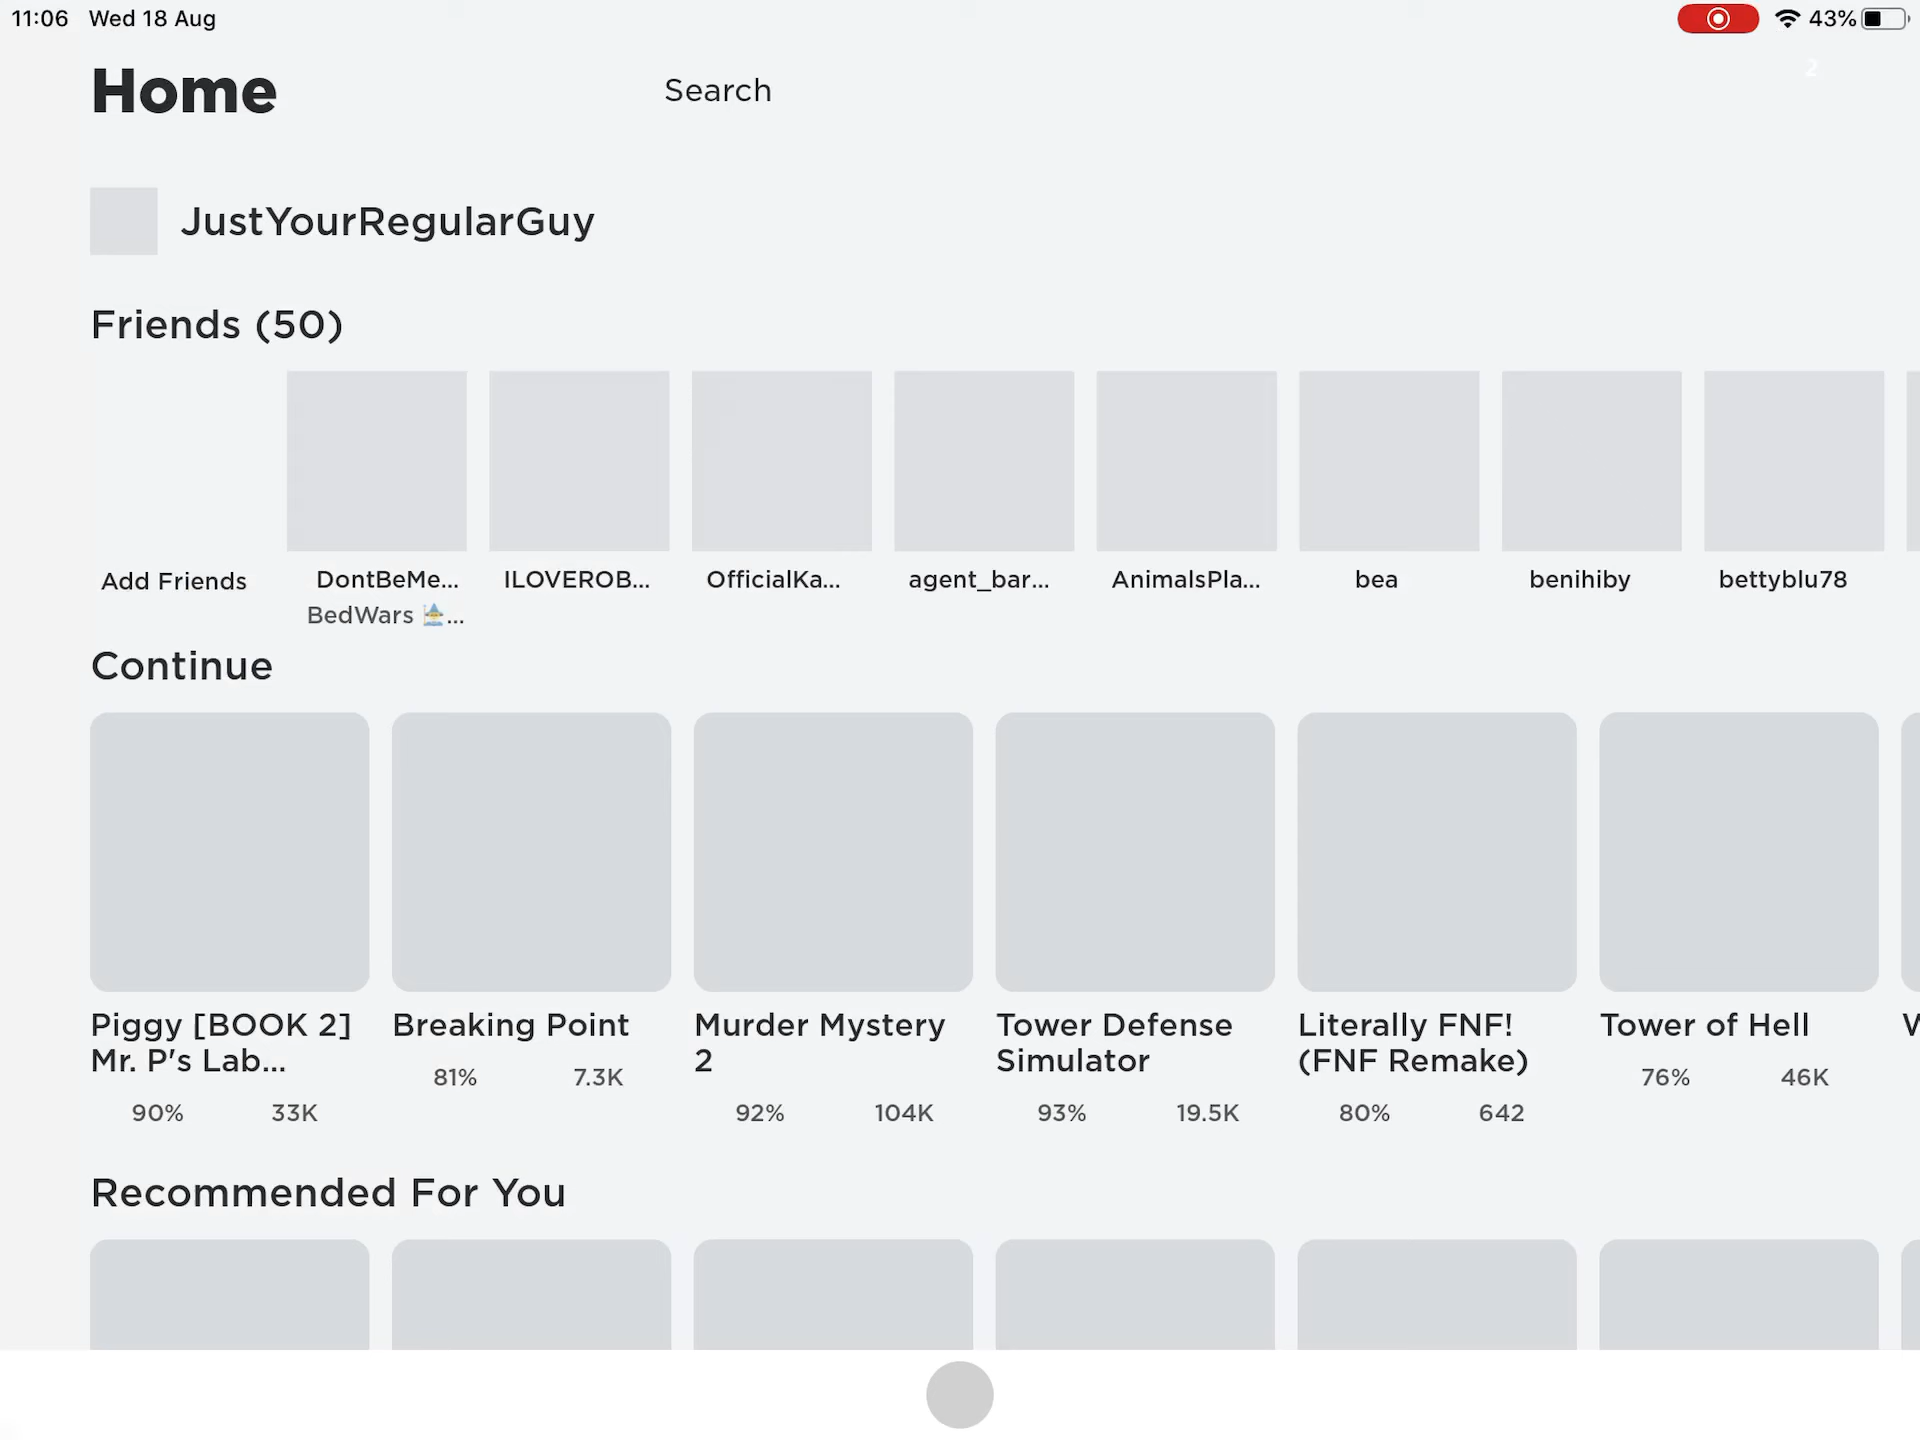 11:06 Wed 18 Aug
43%
2
Home
Search
JustYourRegularGuy
Friends (50)
Add Friends
DontBeMe...
BedWars 🧙...
ILOVEROB...
OfficialKa...
agent_bar...
AnimalsPla...
bea
benihiby
bettyblu78
Continue
Piggy [BOOK 2]
Mr. P's Lab...
90% 33K
Breaking Point
81% 7.3K
Murder Mystery
2
92% 104K
Tower Defense
Simulator
93% 19.5K
Literally FNF!
(FNF Remake)
80% 642
Tower of Hell
76% 46K
Recommended For You